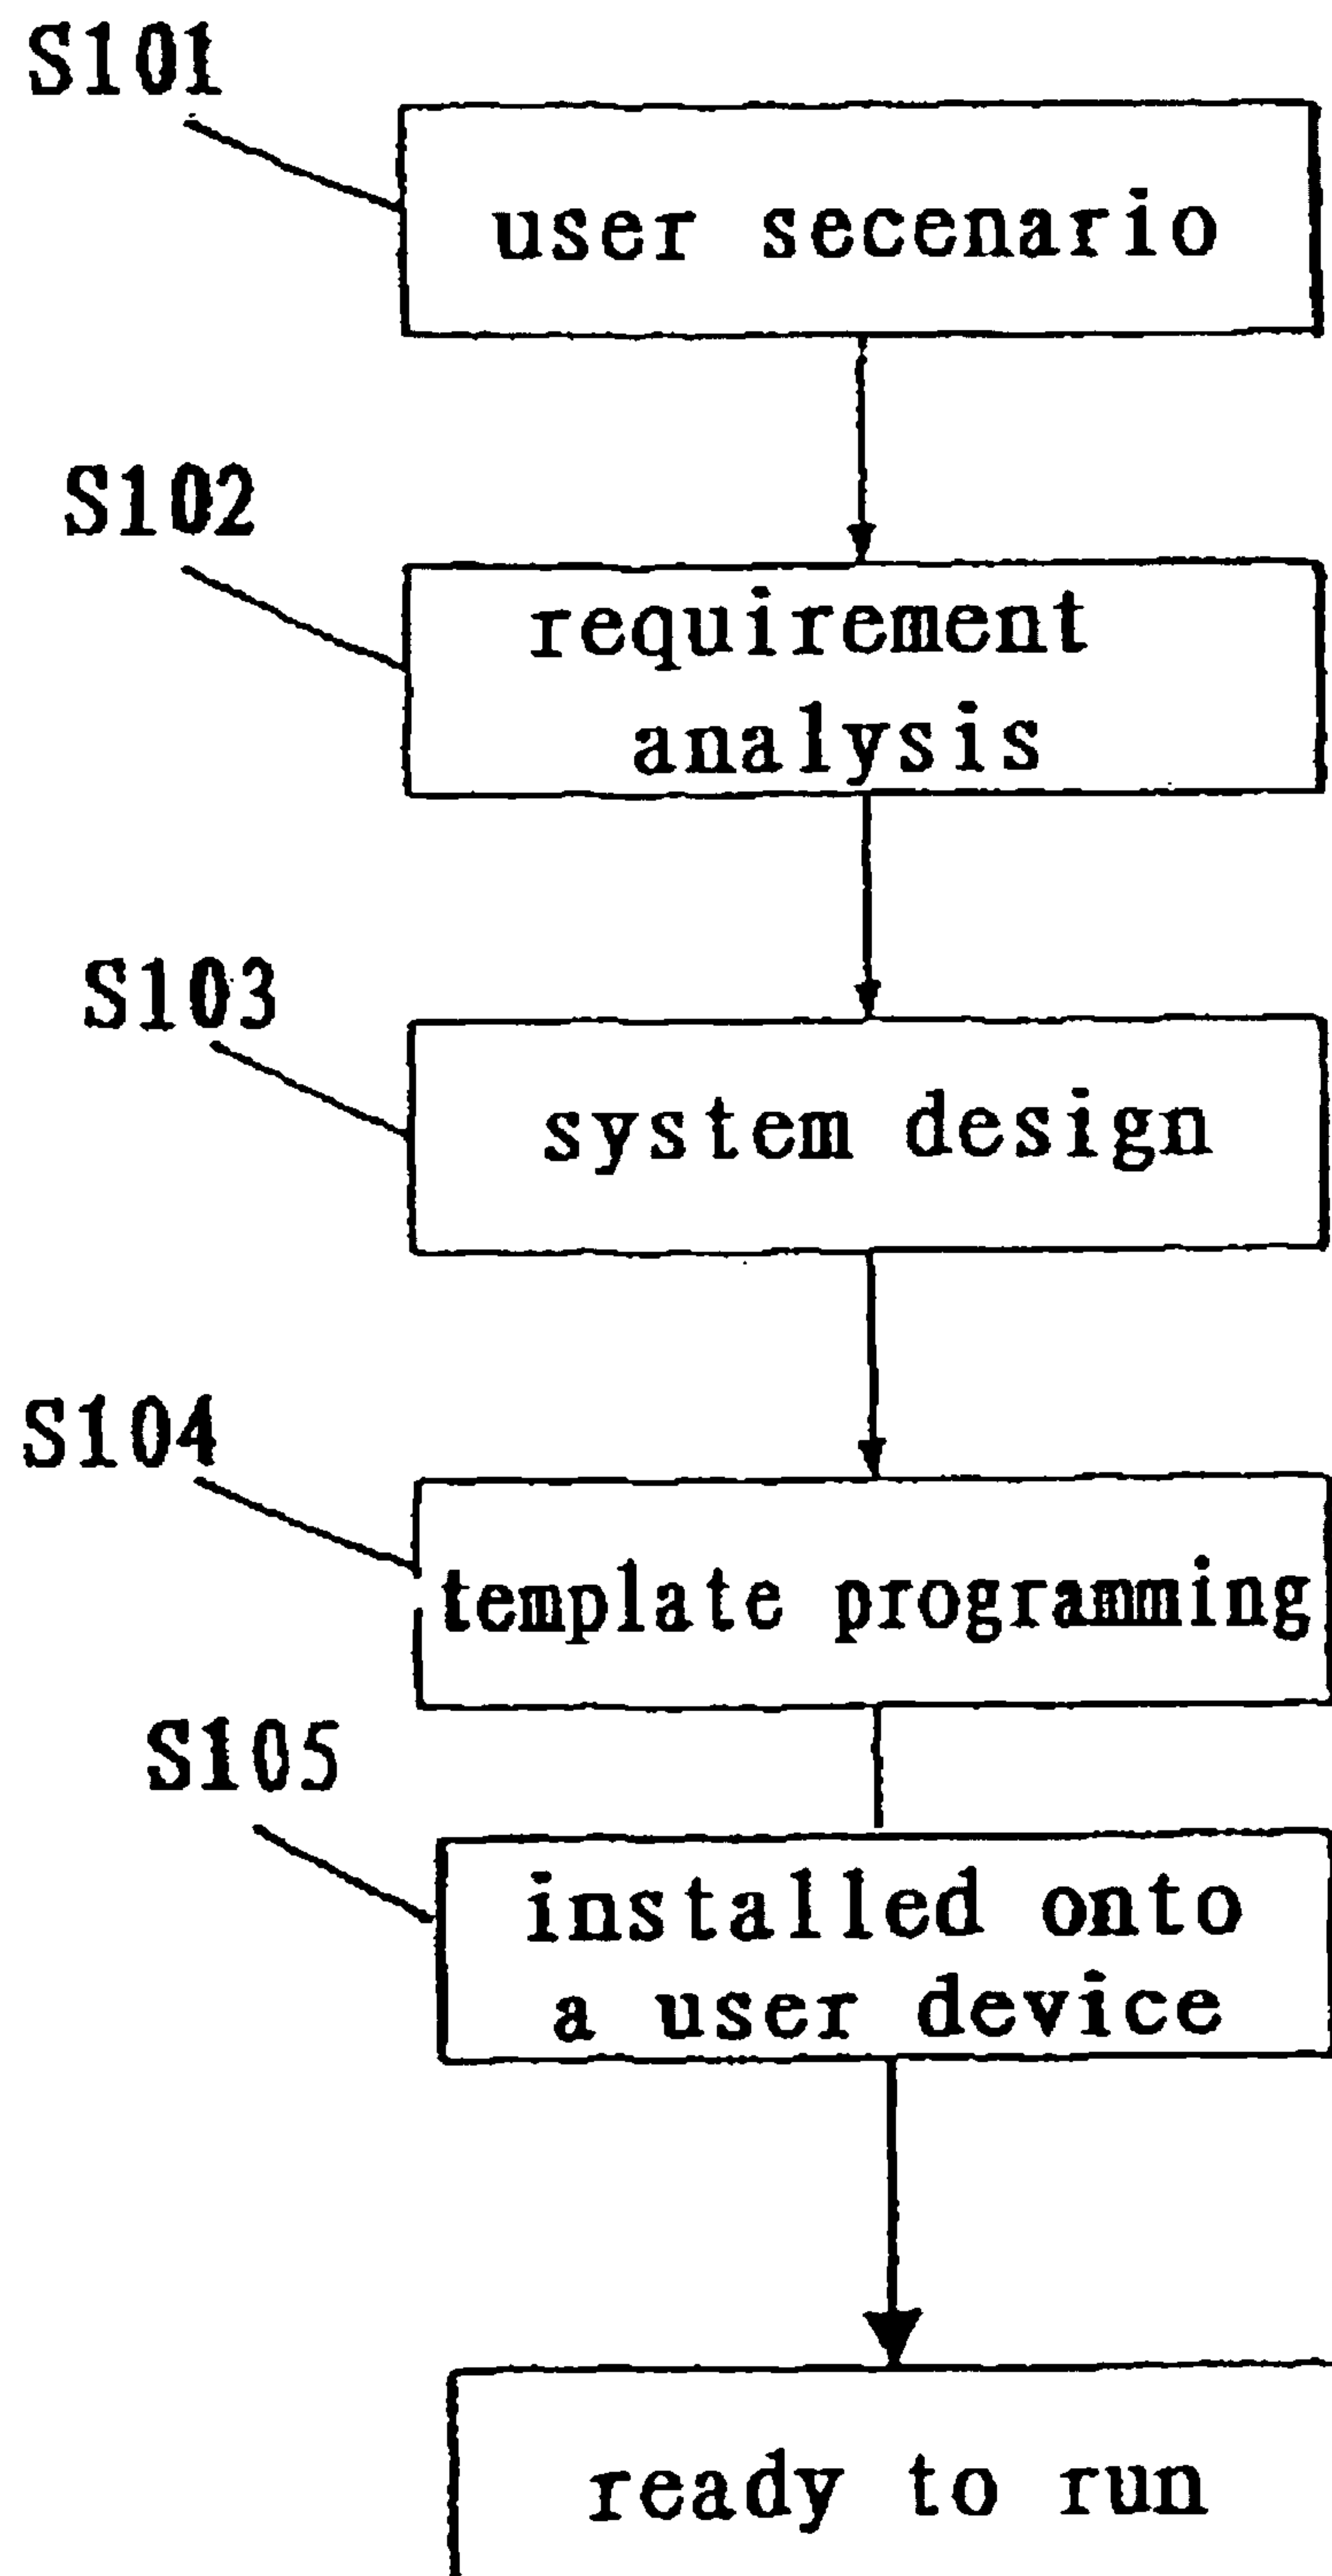 S101
user secenario
S102
requirement
analysis
S103
system design
S104
template programming
S105
installed onto
a user device
ready to run